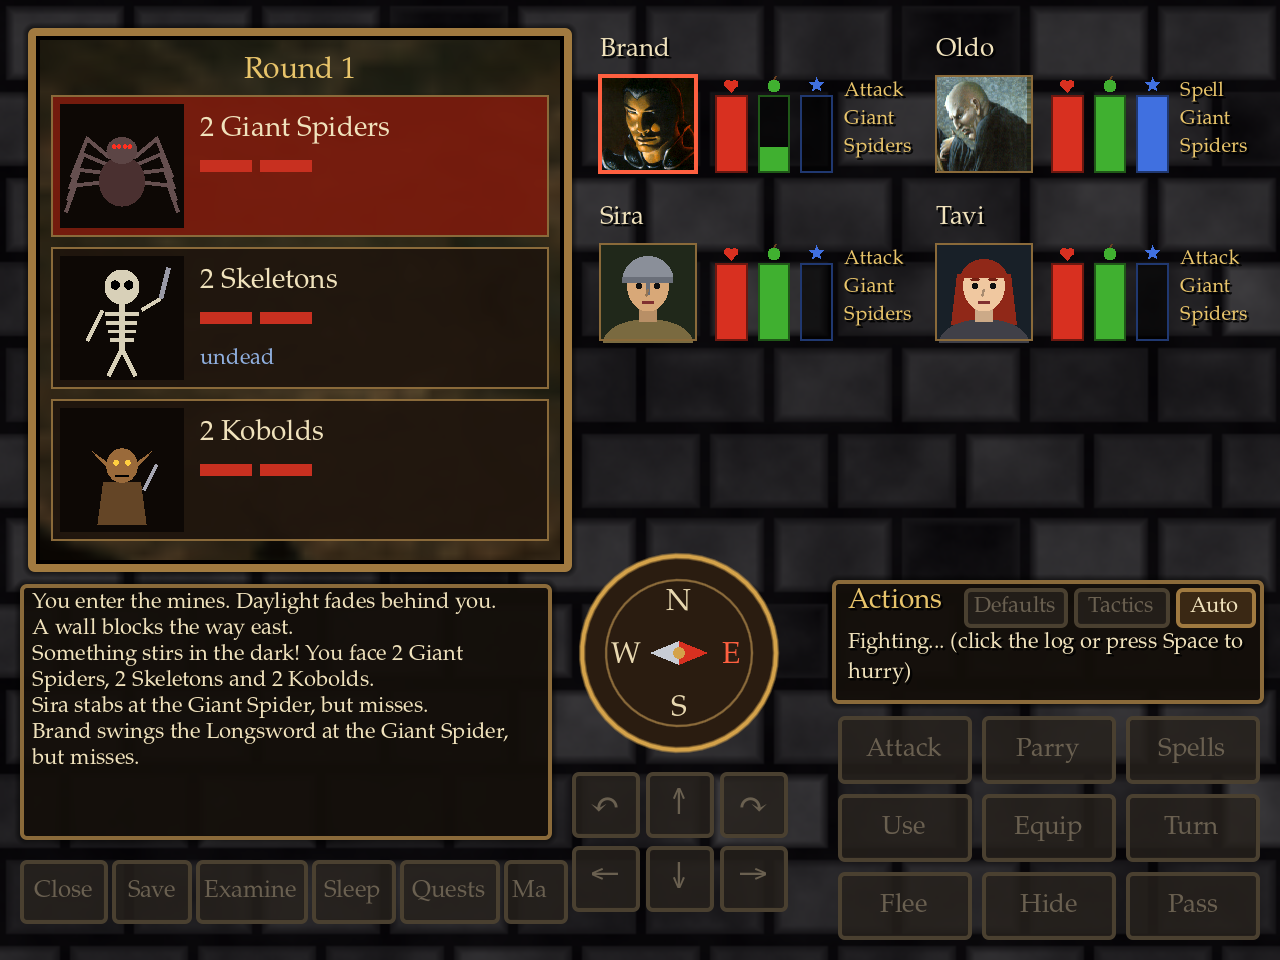 Round 1
2 Giant Spiders
2 Skeletons
undead
2 Kobolds
Brand
Attack
Giant
Spiders
Oldo
Spell
Giant
Spiders
Sira
Attack
Giant
Spiders
Tavi
Attack
Giant
Spiders
You enter the mines. Daylight fades behind you.
A wall blocks the way east.
Something stirs in the dark! You face 2 Giant
Spiders, 2 Skeletons and 2 Kobolds.
Sira stabs at the Giant Spider, but misses.
Brand swings the Longsword at the Giant Spider,
but misses.
N
W E
S
Actions Defaults Tactics Auto
Fighting... (click the log or press Space to
hurry)
Attack Parry Spells
Use Equip Turn
Flee Hide Pass
Close Save Examine Sleep Quests Ma